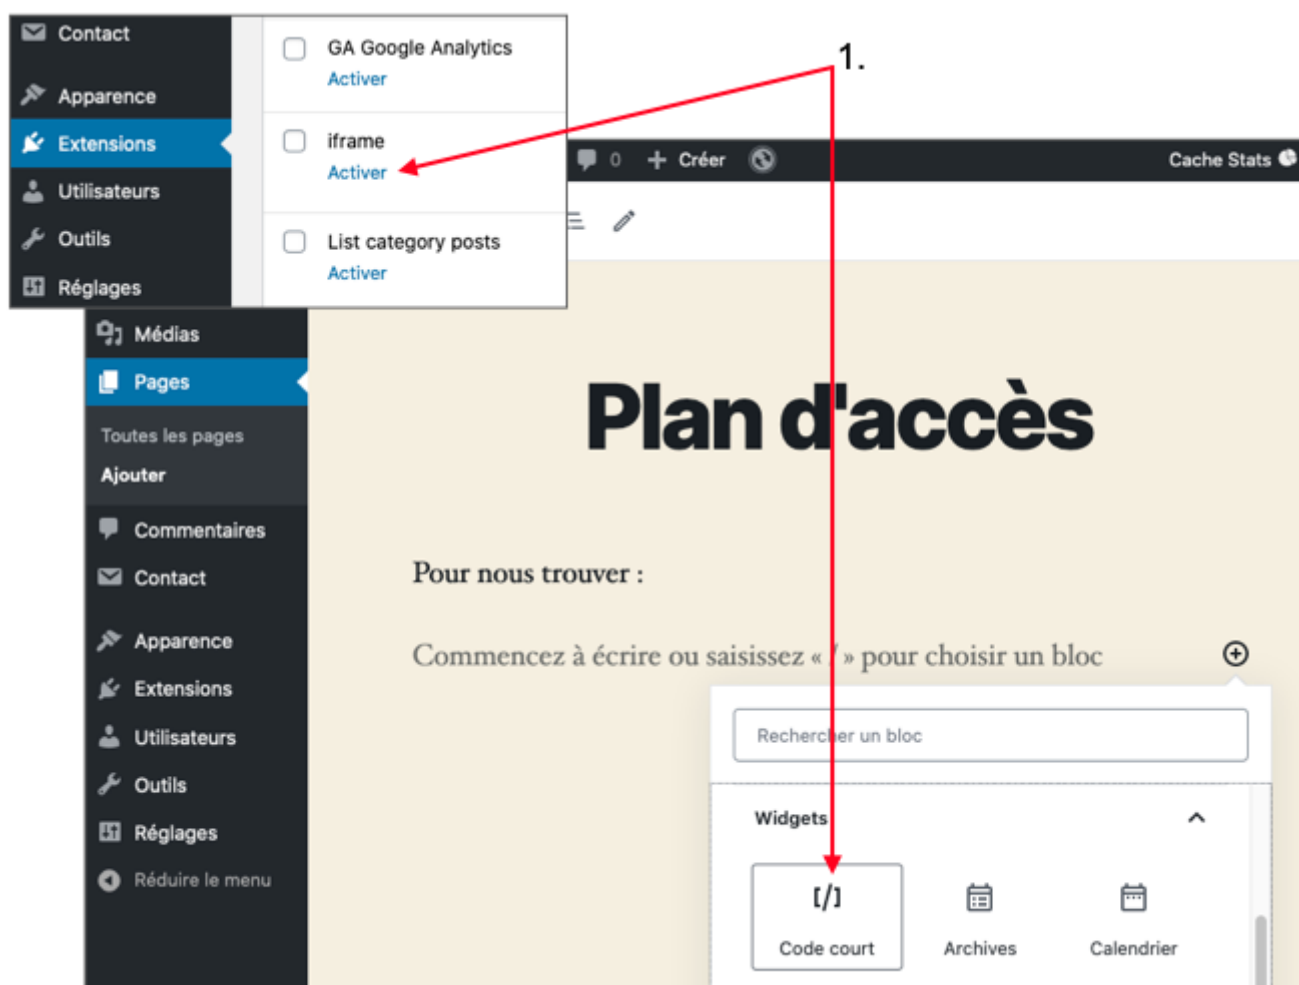 Contact
Apparence
Extensions
Utilisateurs
Outils
Réglages
GA Google Analytics
Activer
iframe
Activer
List category posts
Activer
1.
0 + Créer
Cache Stats
Médias
Pages
Toutes les pages
Ajouter
Commentaires
Contact
Apparence
Extensions
Utilisateurs
Outils
Réglages
Réduire le menu
Plan d'accès
Pour nous trouver :
Commencez à écrire ou saisissez « / » pour choisir un bloc
Rechercher un bloc
Widgets
[/]
Code court
Archives
Calendrier